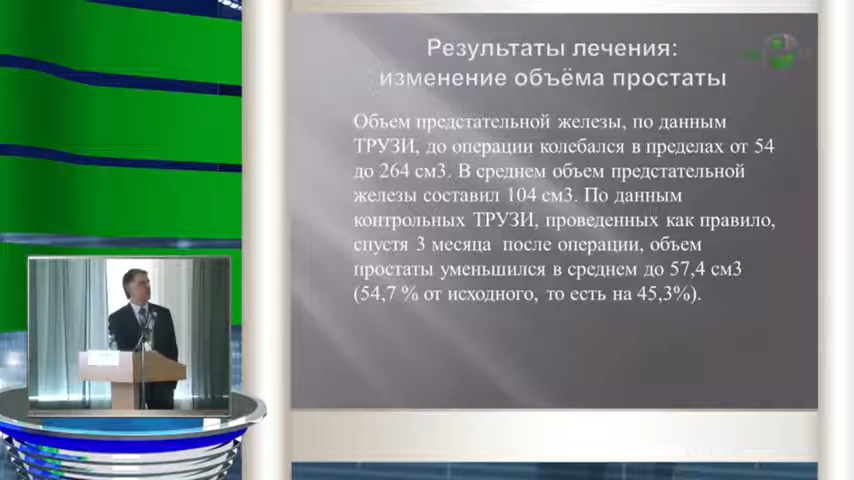 Результаты лечения:
изменение объёма простаты
Объем предстательной железы, по данным
ТРУЗИ, до операции колебался в пределах от 54
до 264 см3. В среднем объем предстательной
железы составил 104 см3. По данным
контрольных ТРУЗИ, проведенных как правило,
спустя 3 месяца после операции, объем
простаты уменьшился в среднем до 57,4 см3
(54,7 % от исходного, то есть на 45,3%).